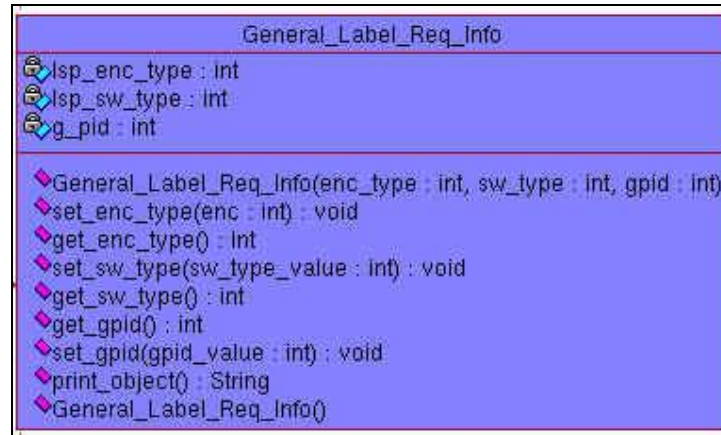 General_Label_Req_Info
lsp_enc_type : int
lsp_sw_type : int
g_pid : int
General_Label_Req_Info(enc_type : int, sw_type : int, gpid : int)
set_enc_type(enc : int) : void
get_enc_type() : int
set_sw_type(sw_type_value : int) : void
get_sw_type() : int
get_gpid() : int
set_gpid(gpid_value : int) : void
print_object() : String
General_Label_Req_Info()